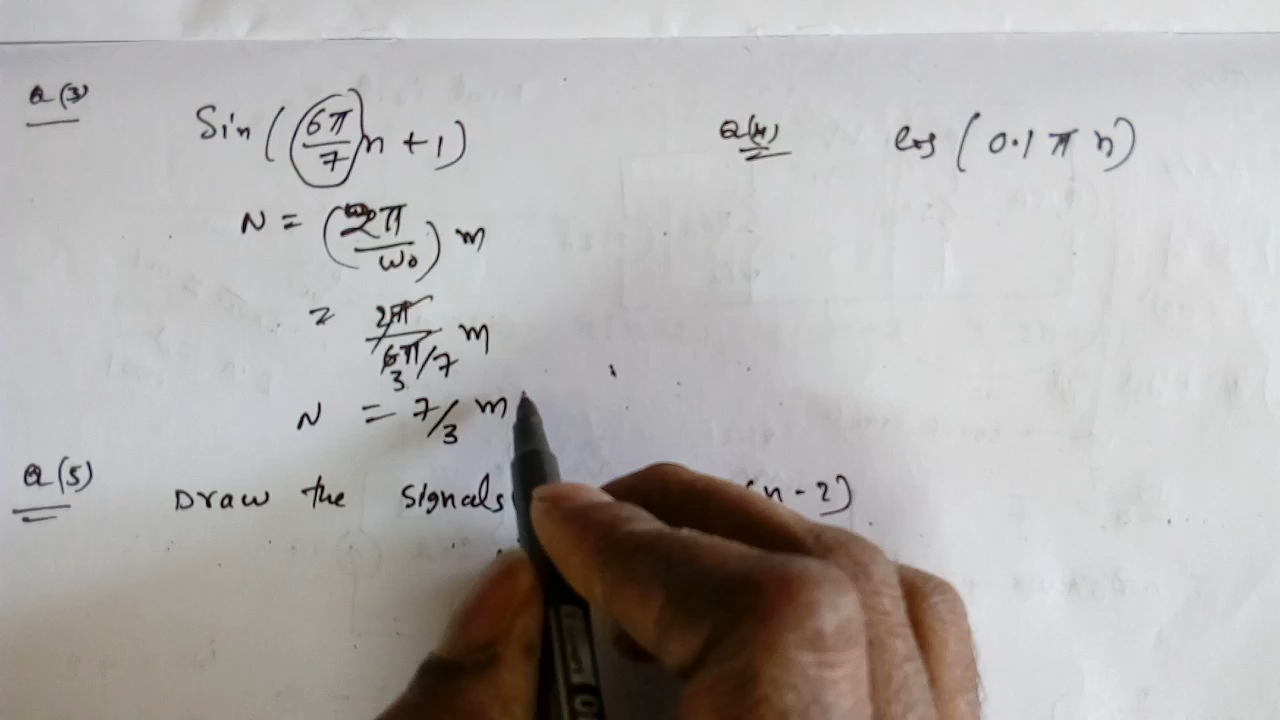 Q(3)
Sin((6π/7)n + 1)
N = (2π/ω₀) m
= 2π/6π/7 m
3
N = 7/3 m
Q(4)
cos (0.1 π n)
Q(5) Draw the signals (n-2)